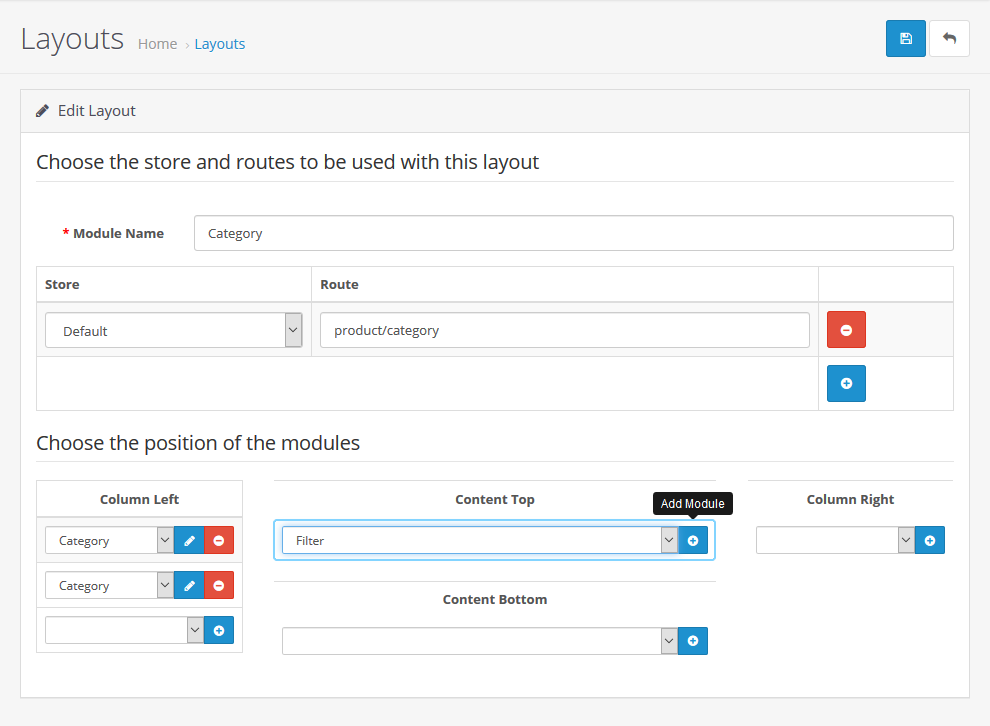 Layouts Home › Layouts
Edit Layout
Choose the store and routes to be used with this layout
* Module Name Category
Store Route
Default product/category
Choose the position of the modules
Column Left Content Top Column Right
Add Module
Category Filter
Category
Content Bottom